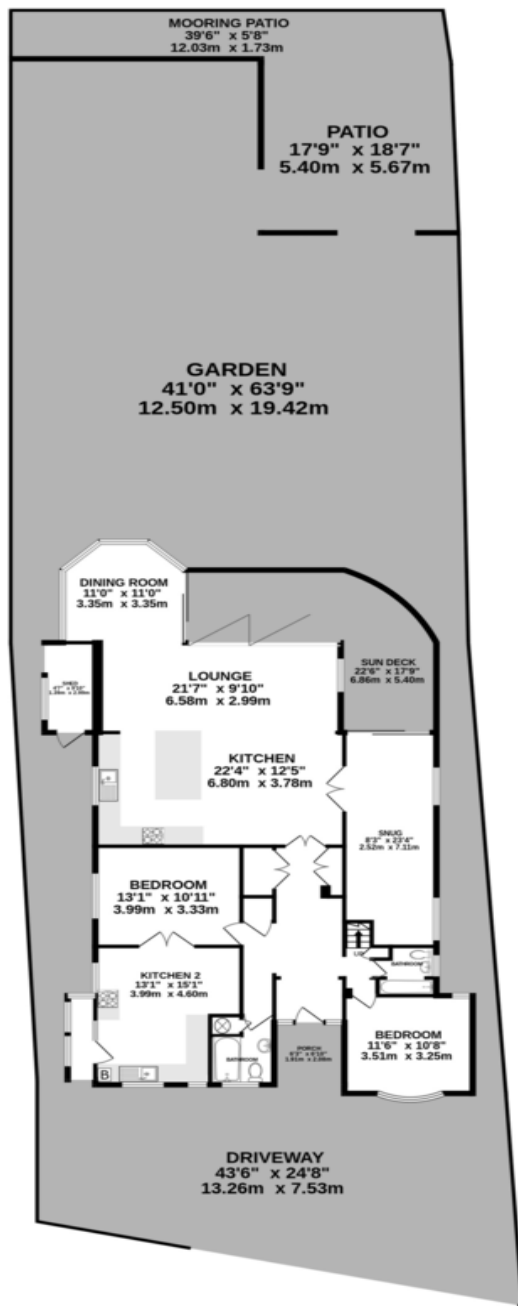 MOORING PATIO
39'6" x 5'8"
12.03m x 1.73m
PATIO
17'9" x 18'7"
5.40m x 5.67m
GARDEN
41'0" x 63'9"
12.50m x 19.42m
DINING ROOM
11'0" x 11'0"
3.35m x 3.35m
SHED
LOUNGE
21'7" x 9'10"
6.58m x 2.99m
SUN DECK
22'6" x 17'9"
6.86m x 5.40m
KITCHEN
22'4" x 12'5"
6.80m x 3.78m
SNUG
8'3" x 23'4"
2.52m x 7.11m
BEDROOM
13'1" x 10'11"
3.99m x 3.33m
KITCHEN 2
13'1" x 15'1"
3.99m x 4.60m
UP
BATHROOM
BEDROOM
11'6" x 10'8"
3.51m x 3.25m
PORCH
BATHROOM
B
DRIVEWAY
43'6" x 24'8"
13.26m x 7.53m